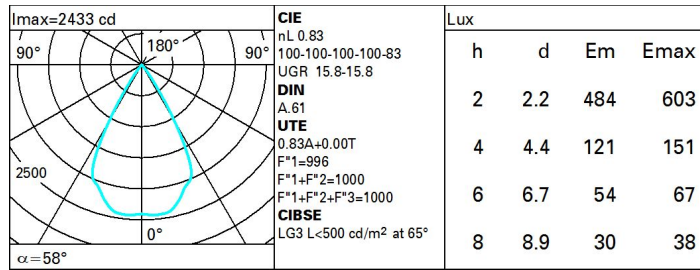 Imax=2433 cd
90°
180°
90°
2500
0°
α=58°
CIE
nL 0.83
100-100-100-100-83
UGR 15.8-15.8
DIN
A.61
UTE
0.83A+0.00T
F"1=996
F"1+F"2=1000
F"1+F"2+F"3=1000
CIBSE
LG3 L<500 cd/m² at 65°
Lux
h d Em Emax
2 2.2 484 603
4 4.4 121 151
6 6.7 54 67
8 8.9 30 38